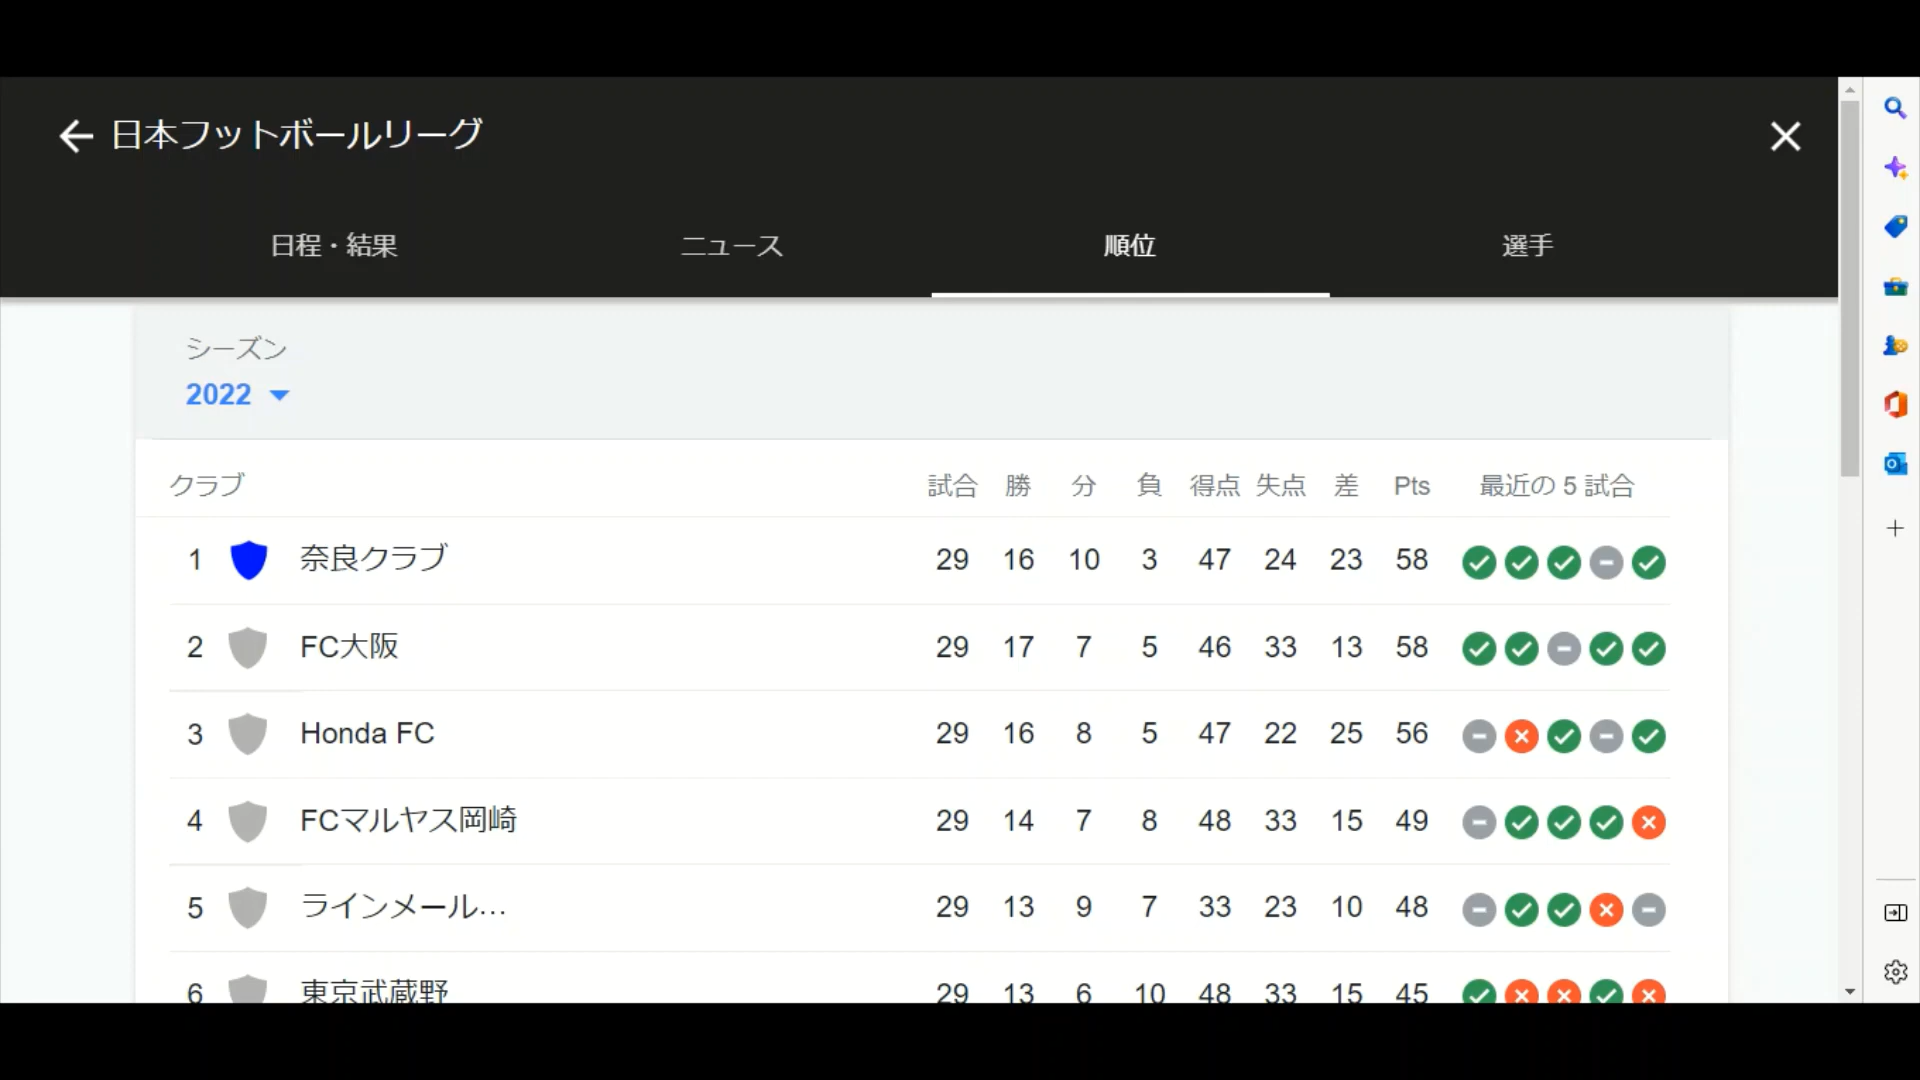 日本フットボールリーグ
日程・結果 ニュース 順位 選手
シーズン
2022
クラブ 試合 勝 分 負 得点 失点 差 Pts 最近の 5 試合
1 奈良クラブ 29 16 10 3 47 24 23 58
2 FC大阪 29 17 7 5 46 33 13 58
3 Honda FC 29 16 8 5 47 22 25 56
4 FCマルヤス岡崎 29 14 7 8 48 33 15 49
5 ラインメール... 29 13 9 7 33 23 10 48
6 東京武蔵野 29 13 6 10 48 33 15 45